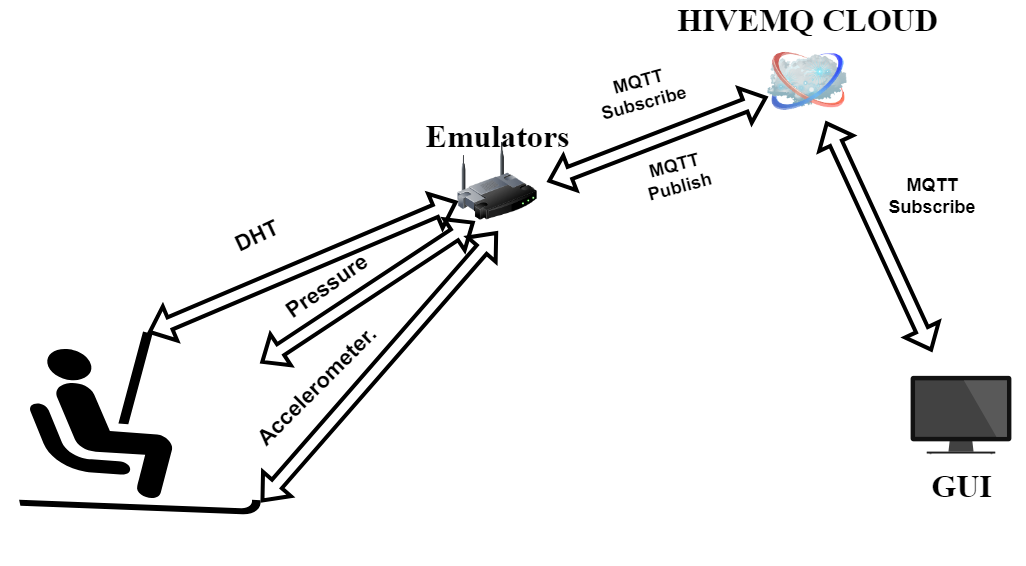 HIVEMQ CLOUD
MQTT
Subscribe
Emulators
MQTT
Publish
MQTT
Subscribe
DHT
Pressure
Accelerometer.
GUI